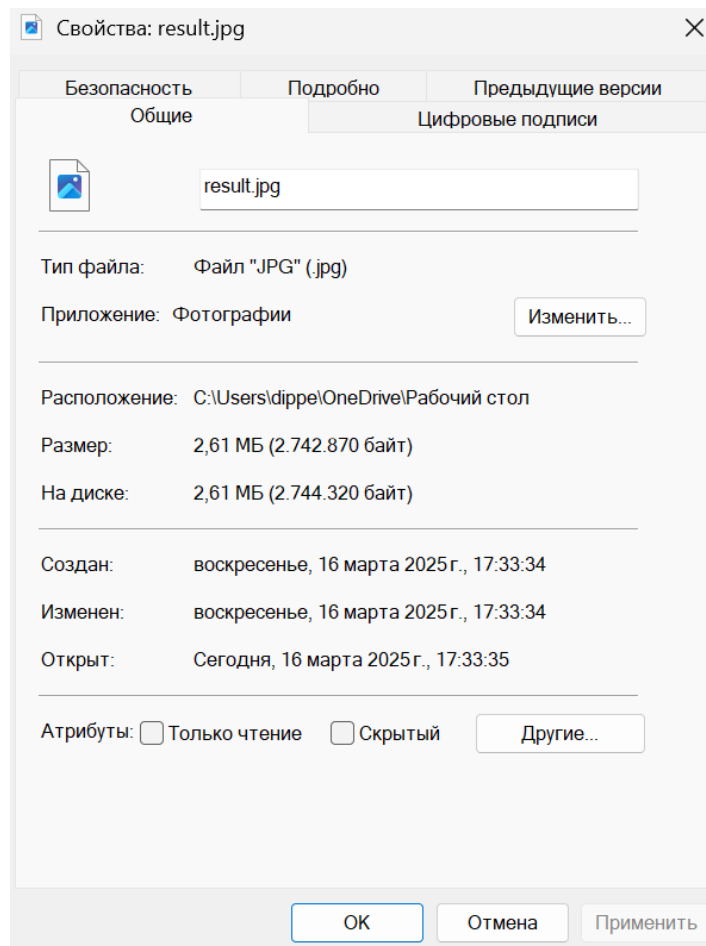 Свойства: result.jpg
Безопасность Подробно Предыдущие версии
Общие Цифровые подписи
result.jpg
Тип файла: Файл "JPG" (.jpg)
Приложение: Фотографии Изменить...
Расположение: C:\Users\dippe\OneDrive\Рабочий стол
Размер: 2,61 МБ (2.742.870 байт)
На диске: 2,61 МБ (2.744.320 байт)
Создан: воскресенье, 16 марта 2025 г., 17:33:34
Изменен: воскресенье, 16 марта 2025 г., 17:33:34
Открыт: Сегодня, 16 марта 2025 г., 17:33:35
Атрибуты: Только чтение Скрытый Другие...
OK Отмена Применить